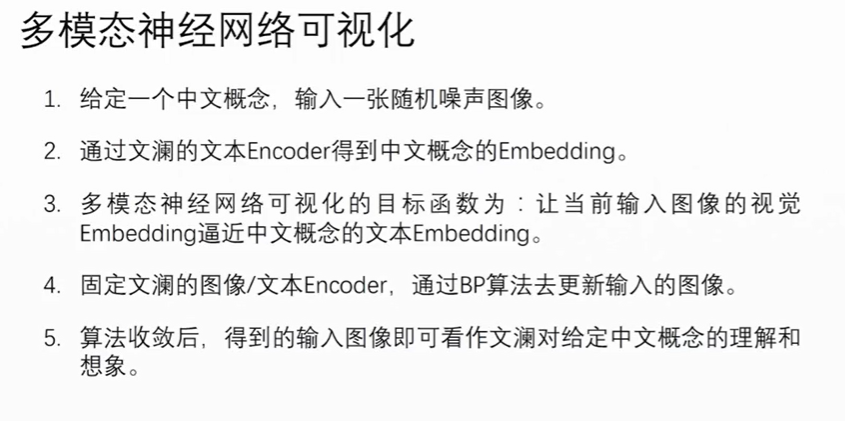 多模态神经网络可视化
1. 给定一个中文概念，输入一张随机噪声图像。
2. 通过文澜的文本Encoder得到中文概念的Embedding。
3. 多模态神经网络可视化的目标函数为：让当前输入图像的视觉
Embedding逼近中文概念的文本Embedding。
4. 固定文澜的图像/文本Encoder，通过BP算法去更新输入的图像。
5. 算法收敛后，得到的输入图像即可看作文澜对给定中文概念的理解和
想象。